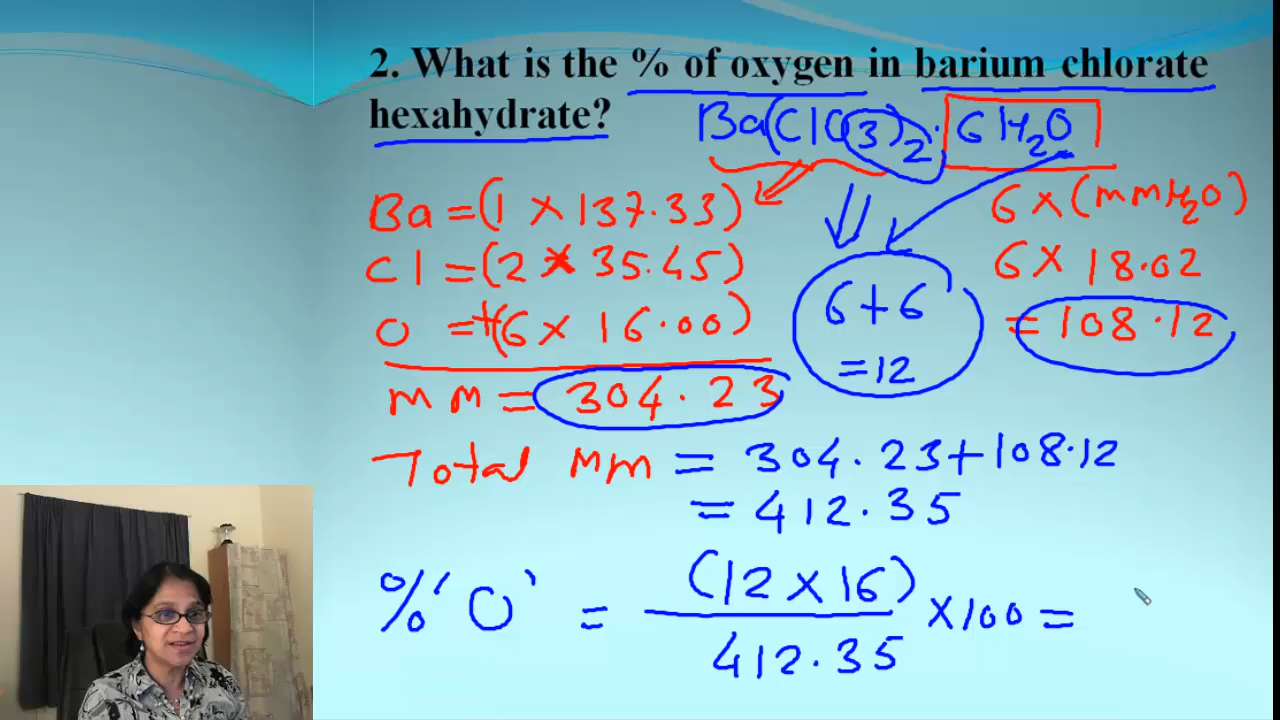 2. What is the % of oxygen in barium chlorate
hexahydrate?
Ba(ClO3)2 · 6H2O
Ba = (1 × 137.33)
Cl = (2 × 35.45)
O = +(6 × 16.00)
MM = 304.23
6 + 6
= 12
6 × (mmH2O)
6 × 18.02
= 108.12
Total MM = 304.23 + 108.12
= 412.35
% 'O' = (12 × 16)
412.35
× 100 =